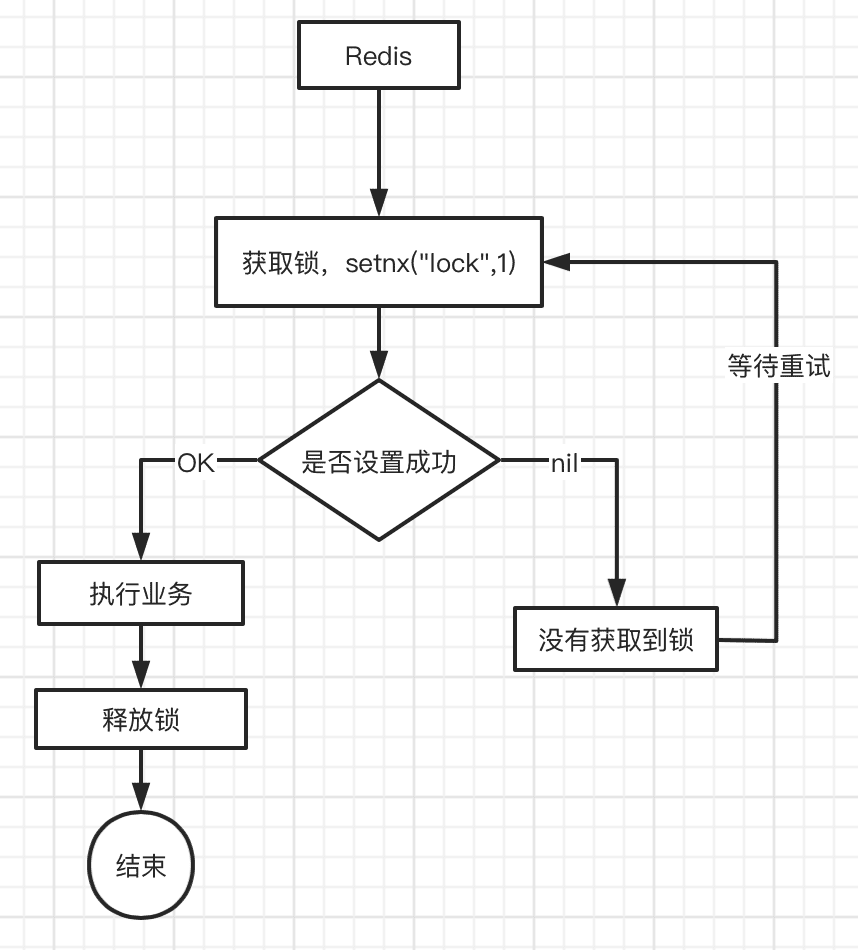 Redis
获取锁，setnx("lock",1)
等待重试
是否设置成功
OK
nil
执行业务
没有获取到锁
释放锁
结束